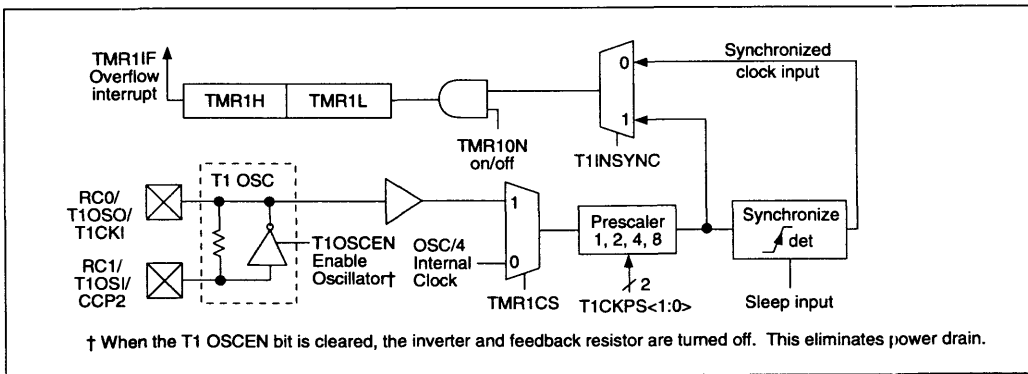 TMR1IF
Overflow
interrupt
TMR1H
TMR1L
TMR10N
on/off
0
1
T1INSYNC
Synchronized
clock input
RC0/
T1OSO/
T1CKI
T1 OSC
RC1/
T1OSI/
CCP2
T1OSCEN
Enable
Oscillator†
OSC/4
Internal
Clock
1
0
TMR1CS
Prescaler
1, 2, 4, 8
2
T1CKPS<1:0>
Synchronize
det
Sleep input
† When the T1 OSCEN bit is cleared, the inverter and feedback resistor are turned off. This eliminates power drain.